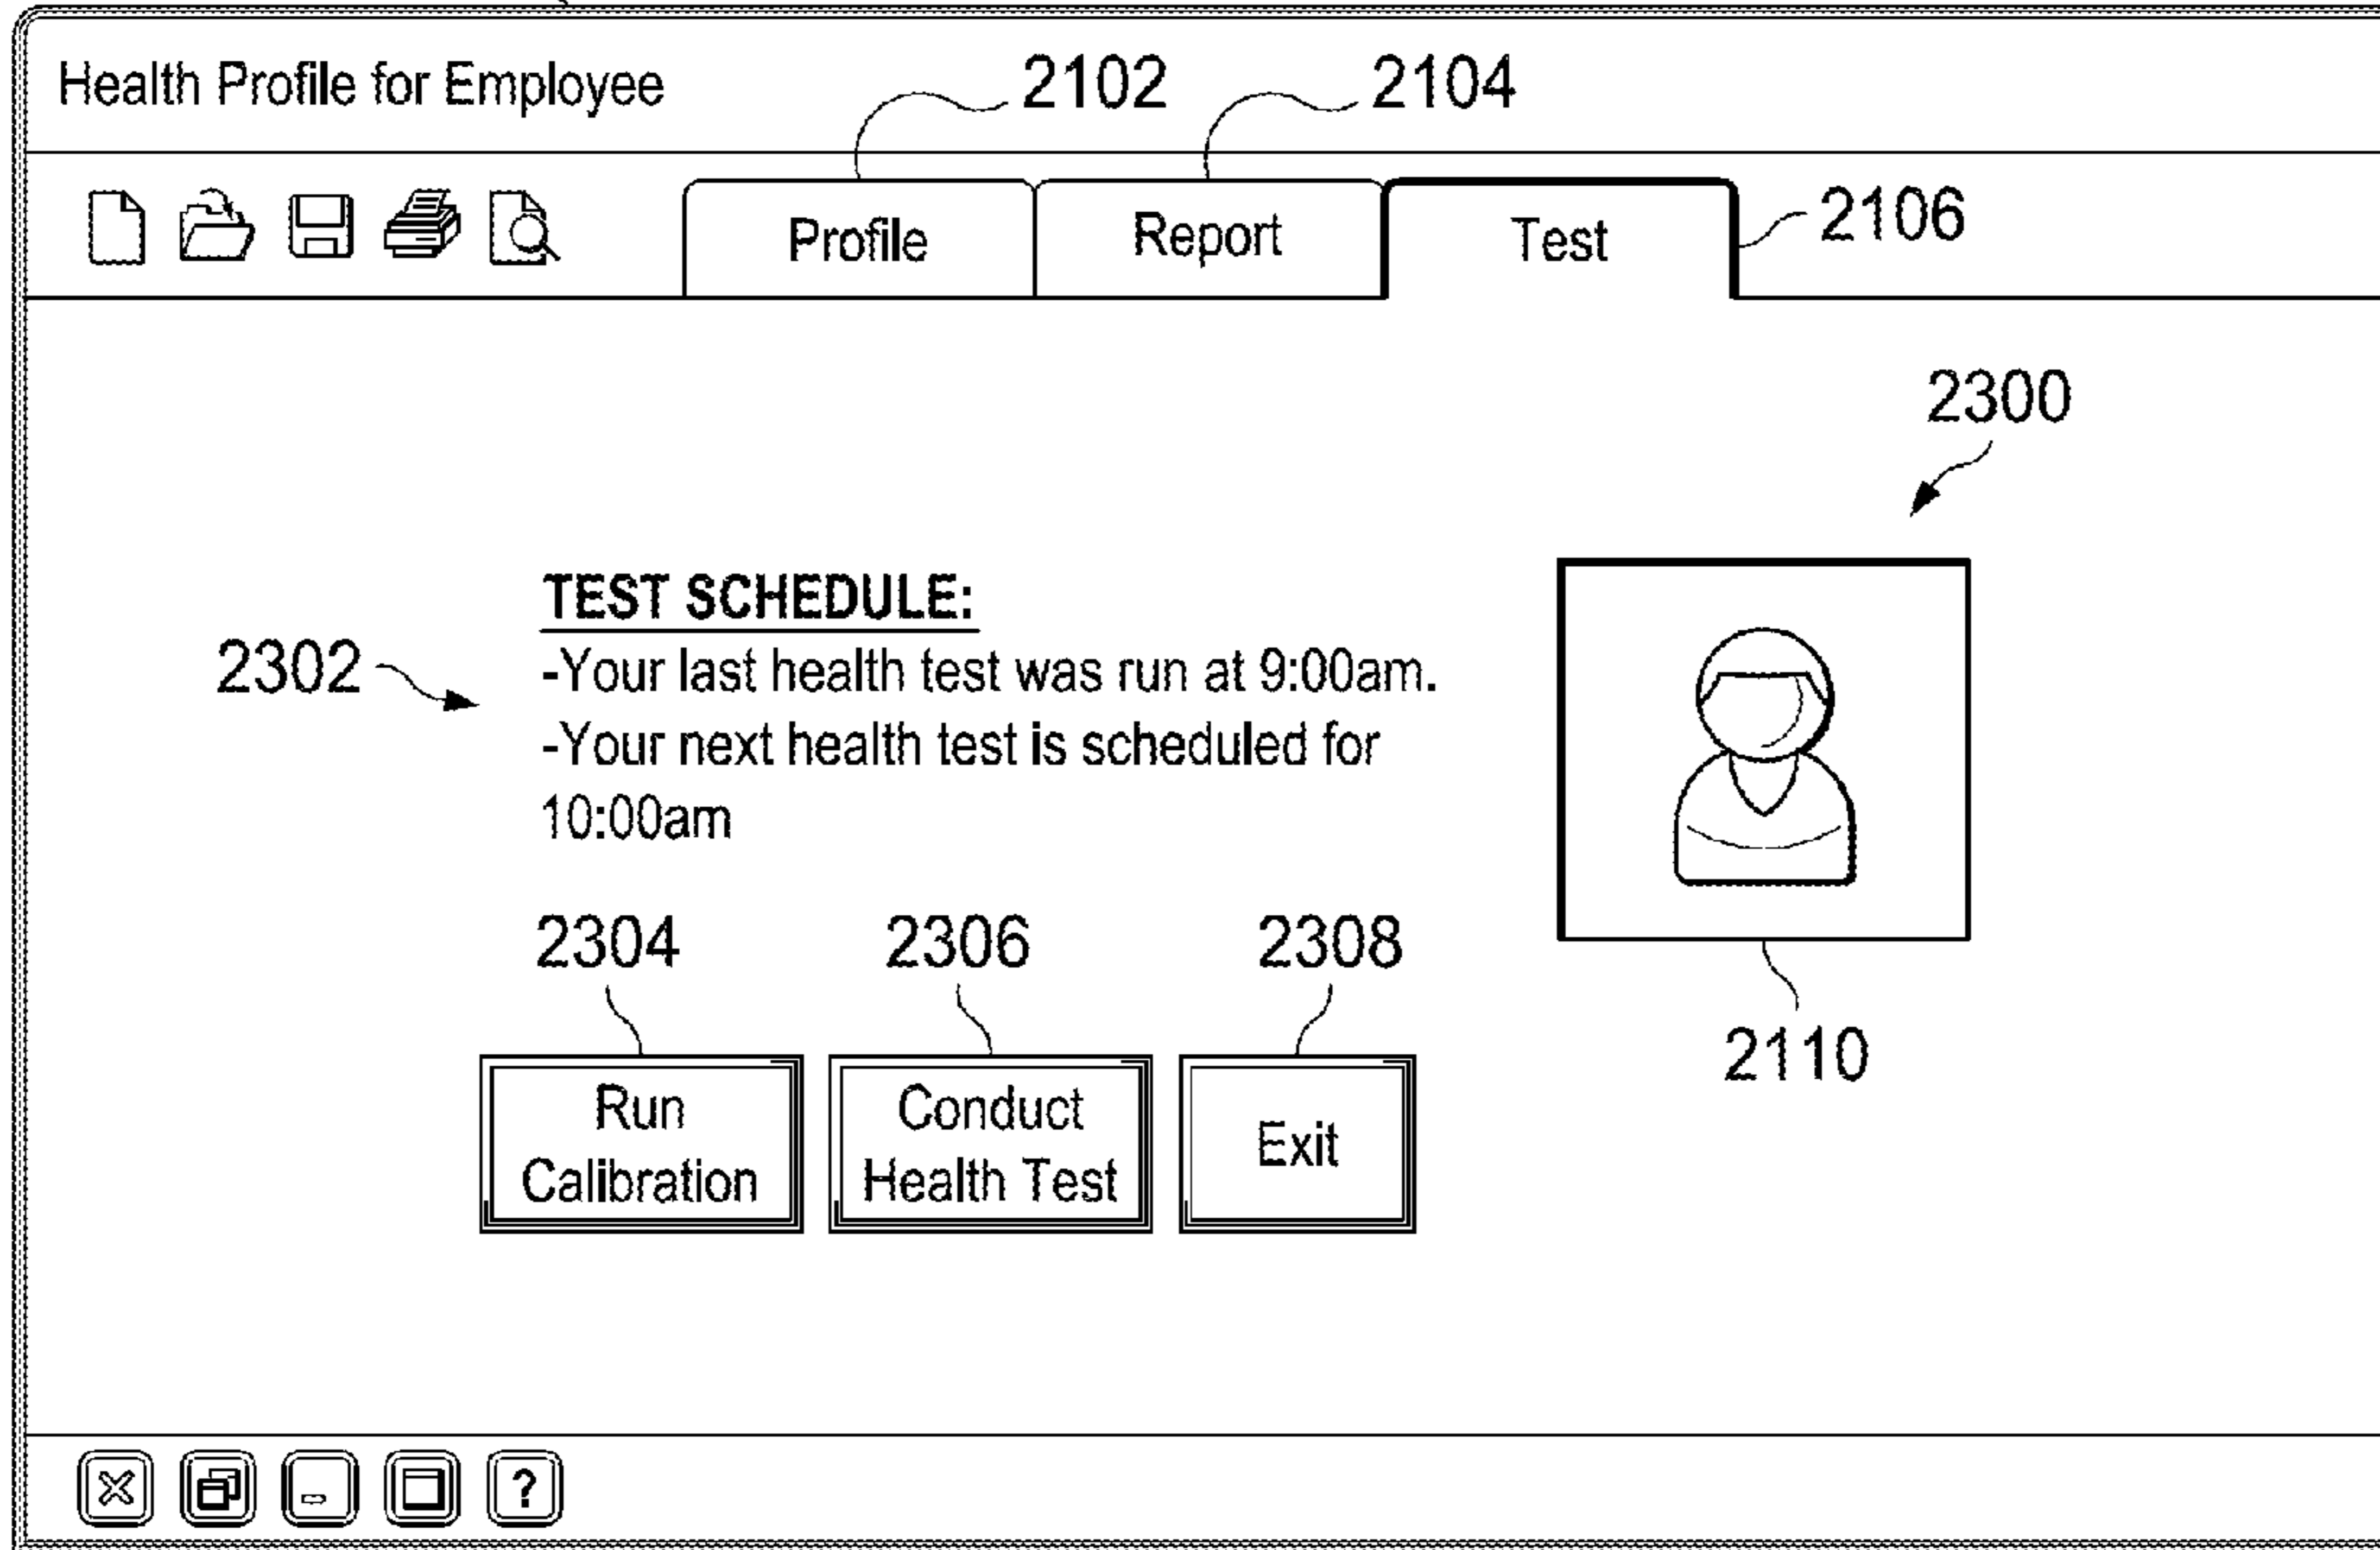 Health Profile for Employee
2102
2104
Profile
Report
Test
2106
2300
TEST SCHEDULE:
2302
-Your last health test was run at 9:00am.
-Your next health test is scheduled for
10:00am
2304
2306
2308
2110
Run
Calibration
Conduct
Health Test
Exit
?